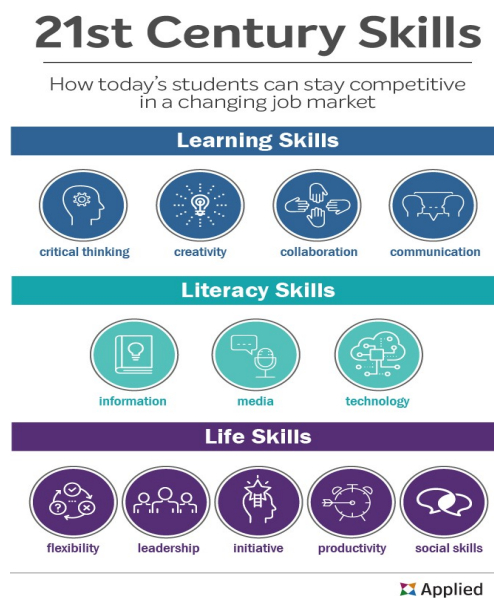 21st Century Skills
How today's students can stay competitive
in a changing job market
Learning Skills
critical thinking creativity collaboration communication
Literacy Skills
information media technology
Life Skills
flexibility leadership initiative productivity social skills
Applied